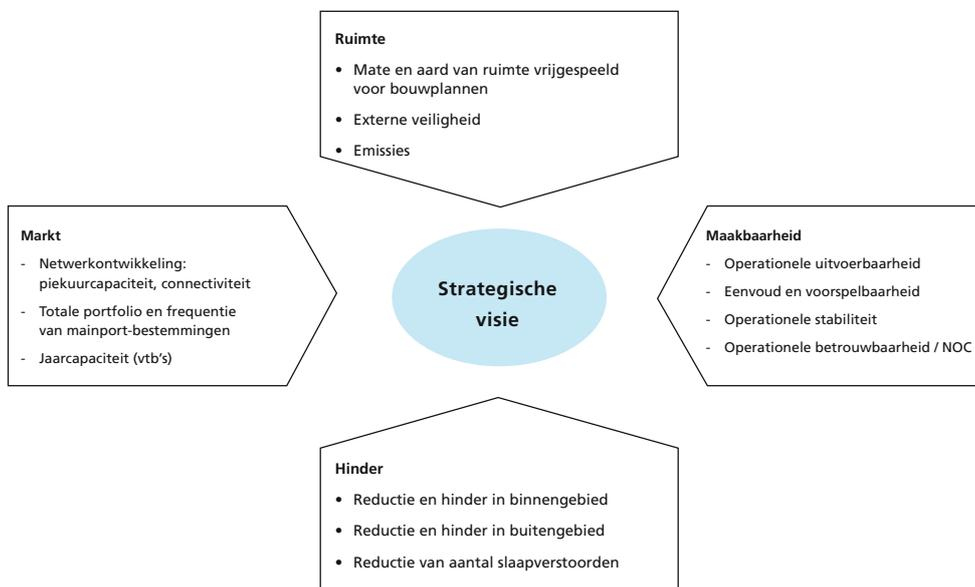 Ruimte
• Mate en aard van ruimte vrijgespeeld
voor bouwplannen
• Externe veiligheid
• Emissies
Markt
- Netwerkontwikkeling:
piekuurcapaciteit, connectiviteit
- Totale portfolio en frequentie
van mainport-bestemmingen
- Jaarcapaciteit (vtb's)
Strategische
visie
Maakbaarheid
- Operationele uitvoerbaarheid
- Eenvoud en voorspelbaarheid
- Operationele stabiliteit
- Operationele betrouwbaarheid / NOC
Hinder
• Reductie en hinder in binnengebied
• Reductie en hinder in buitengebied
• Reductie van aantal slaapverstoorden